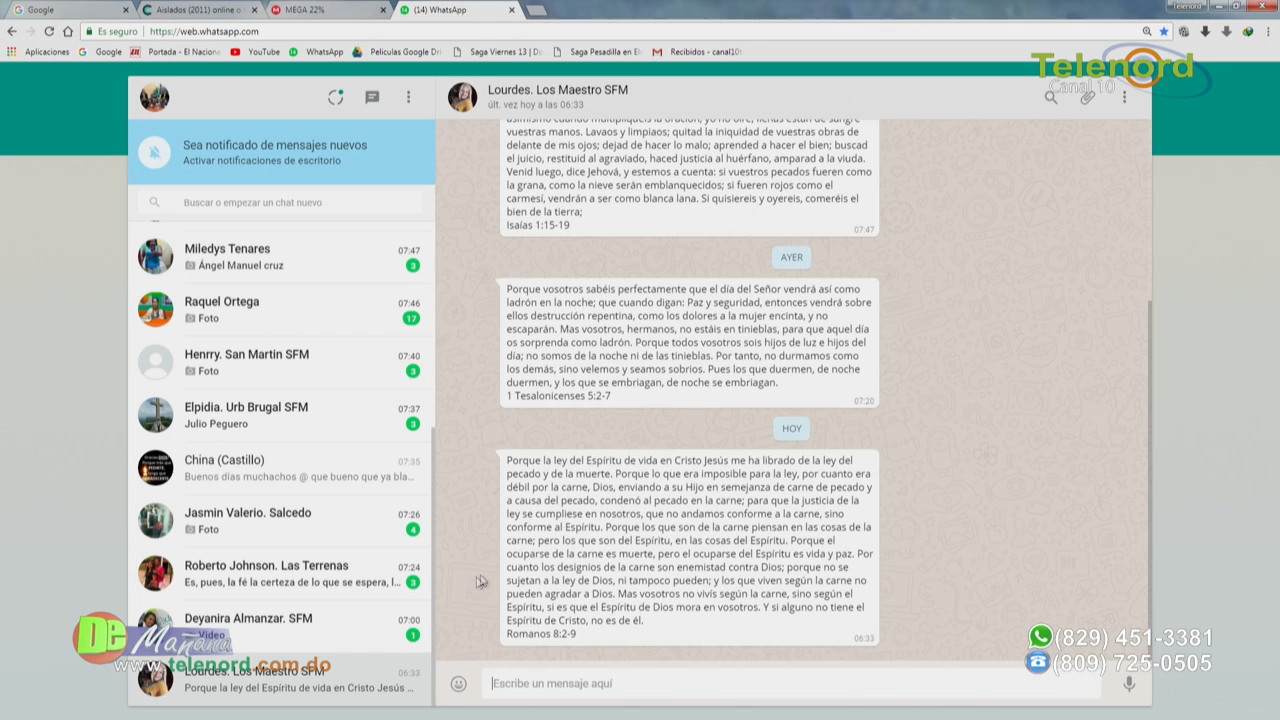 Google
Aislados (2011) online o
MEGA 22%
(14) WhatsApp
Telenord
Es seguro
https://web.whatsapp.com
Aplicaciones
Google
Portada - El Naciona
YouTube
WhatsApp
Peliculas Google Dri
Saga Viernes 13 | De
Saga Pesadilla en El
Recibidos - canal10t
Telenord
Canal 10
Lourdes. Los Maestro SFM
últ. vez hoy a las 06:33
Sea notificado de mensajes nuevos
Activar notificaciones de escritorio
Buscar o empezar un chat nuevo
Miledys Tenares
07:47
Ángel Manuel cruz
3
Raquel Ortega
07:46
Foto
17
Henrry. San Martin SFM
07:40
Foto
3
Elpidia. Urb Brugal SFM
07:37
Julio Peguero
3
China (Castillo)
07:35
Buenos días muchachos @ que bueno que ya bla...
Jasmin Valerio. Salcedo
07:26
Foto
4
Roberto Johnson. Las Terrenas
07:24
Es, pues, la fé la certeza de lo que se espera, l...
3
Deyanira Almanzar. SFM
07:00
Video
1
Lourdes. Los Maestro SFM
06:33
Porque la ley del Espíritu de vida en Cristo Jesús ...
asimismo cuando multipliquéis la oración, yo no oiré; llenas están de sangre
vuestras manos. Lavaos y limpiaos; quitad la iniquidad de vuestras obras de
delante de mis ojos; dejad de hacer lo malo; aprended a hacer el bien; buscad
el juicio, restituid al agraviado, haced justicia al huérfano, amparad a la viuda.
Venid luego, dice Jehová, y estemos a cuenta: si vuestros pecados fueren como
la grana, como la nieve serán emblanquecidos; si fueren rojos como el
carmesí, vendrán a ser como blanca lana. Si quisiereis y oyereis, comeréis el
bien de la tierra;
Isaías 1:15-19
07:47
AYER
Porque vosotros sabéis perfectamente que el día del Señor vendrá así como
ladrón en la noche; que cuando digan: Paz y seguridad, entonces vendrá sobre
ellos destrucción repentina, como los dolores a la mujer encinta, y no
escaparán. Mas vosotros, hermanos, no estáis en tinieblas, para que aquel día
os sorprenda como ladrón. Porque todos vosotros sois hijos de luz e hijos del
día; no somos de la noche ni de las tinieblas. Por tanto, no durmamos como
los demás, sino velemos y seamos sobrios. Pues los que duermen, de noche
duermen, y los que se embriagan, de noche se embriagan.
1 Tesalonicenses 5:2-7
07:20
HOY
Porque la ley del Espíritu de vida en Cristo Jesús me ha librado de la ley del
pecado y de la muerte. Porque lo que era imposible para la ley, por cuanto era
débil por la carne, Dios, enviando a su Hijo en semejanza de carne de pecado y
a causa del pecado, condenó al pecado en la carne; para que la justicia de la
ley se cumpliese en nosotros, que no andamos conforme a la carne, sino
conforme al Espíritu. Porque los que son de la carne piensan en las cosas de la
carne; pero los que son del Espíritu, en las cosas del Espíritu. Porque el
ocuparse de la carne es muerte, pero el ocuparse del Espíritu es vida y paz. Por
cuanto los designios de la carne son enemistad contra Dios; porque no se
sujetan a la ley de Dios, ni tampoco pueden; y los que viven según la carne no
pueden agradar a Dios. Mas vosotros no vivís según la carne, sino según el
Espíritu, si es que el Espíritu de Dios mora en vosotros. Y si alguno no tiene el
Espíritu de Cristo, no es de él.
Romanos 8:2-9
06:33
Escribe un mensaje aquí
De Mañana
www.telenord.com.do
(829) 451-3381
(809) 725-0505